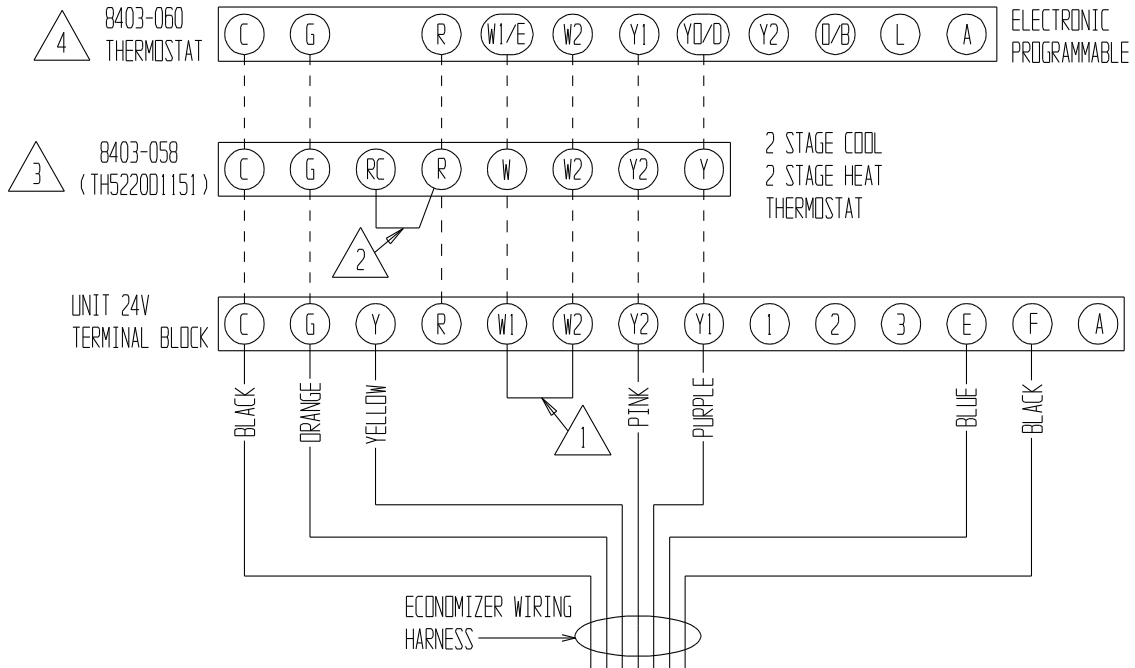 4
8403-060
THERMOSTAT
C G R W1/E W2 Y1 YO/D Y2 O/B L A
ELECTRONIC
PROGRAMMABLE
3
8403-058
(TH5220D1151)
C G RC R W W2 Y2 Y
2 STAGE COOL
2 STAGE HEAT
THERMOSTAT
2
UNIT 24V
TERMINAL BLOCK
C G Y R W1 W2 Y2 Y1 1 2 3 E F A
BLACK
ORANGE
YELLOW
1
PINK
PURPLE
BLUE
BLACK
ECONOMIZER WIRING
HARNESS